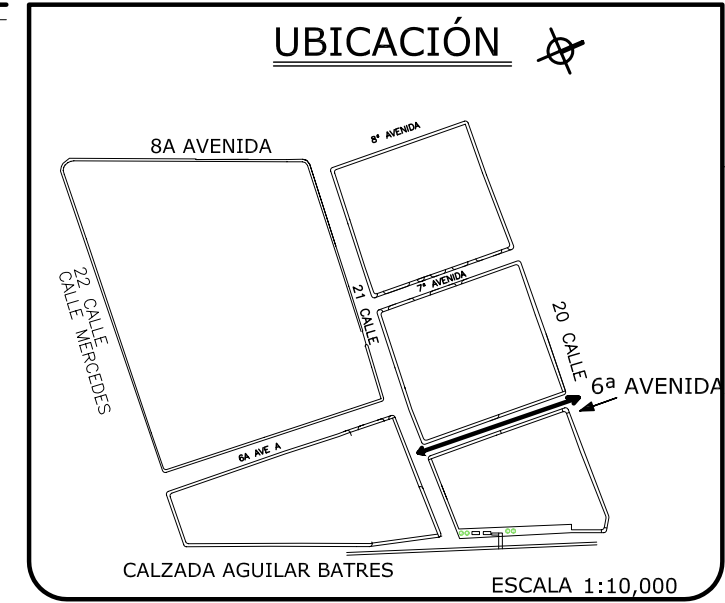 UBICACIÓN
8ª AVENIDA
8A AVENIDA
22 CALLE
CALLE MERCEDES
21 CALLE
7ª AVENIDA
20 CALLE
6ª AVENIDA
6A AVE A
CALZADA AGUILAR BATRES
ESCALA 1:10,000